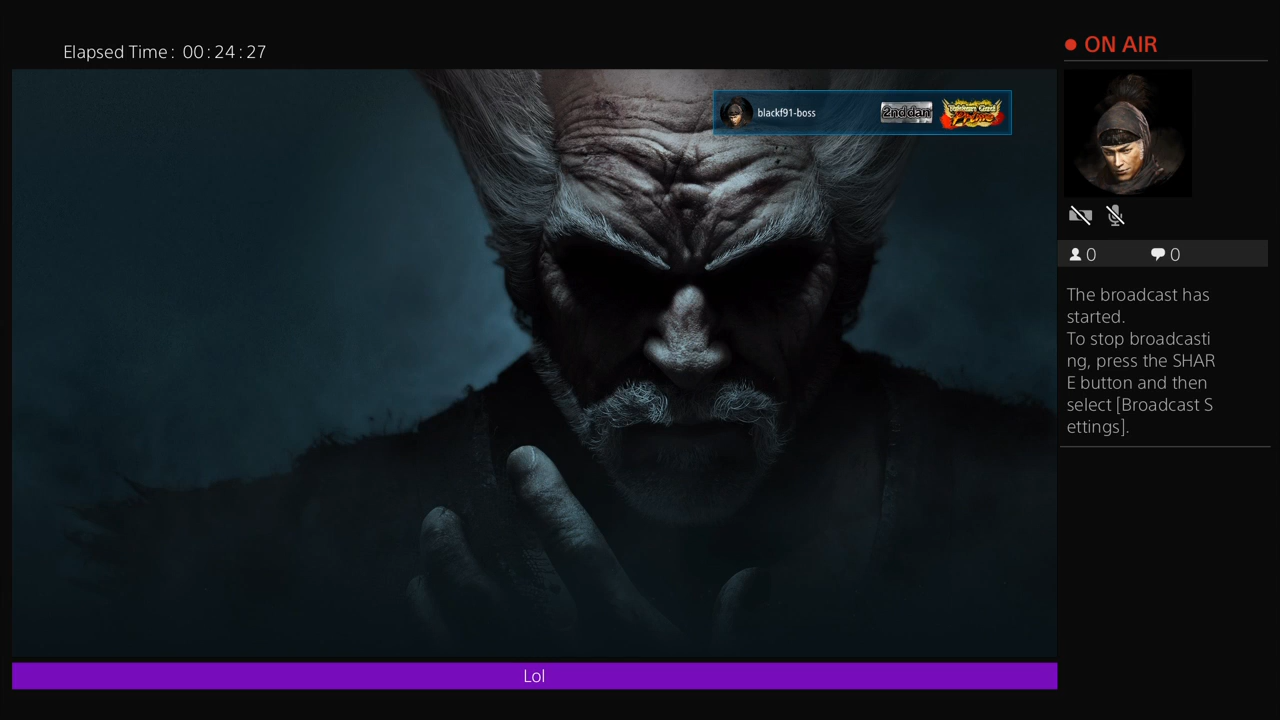 Elapsed Time: 00:24:27
ON AIR
blackf91-boss
2nd dan
Prime
0
0
The broadcast has
started.
To stop broadcasti
ng, press the SHAR
E button and then
select [Broadcast S
ettings].
Lol